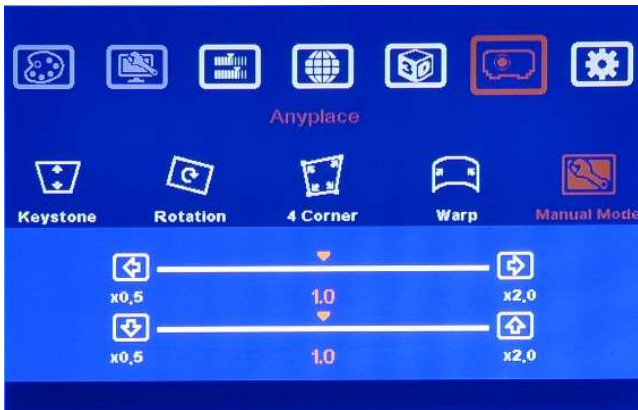 3D
Anyplace
Keystone Rotation 4 Corner Warp Manual Mode
1.0
x0,5 x2,0
1.0
x0,5 x2,0